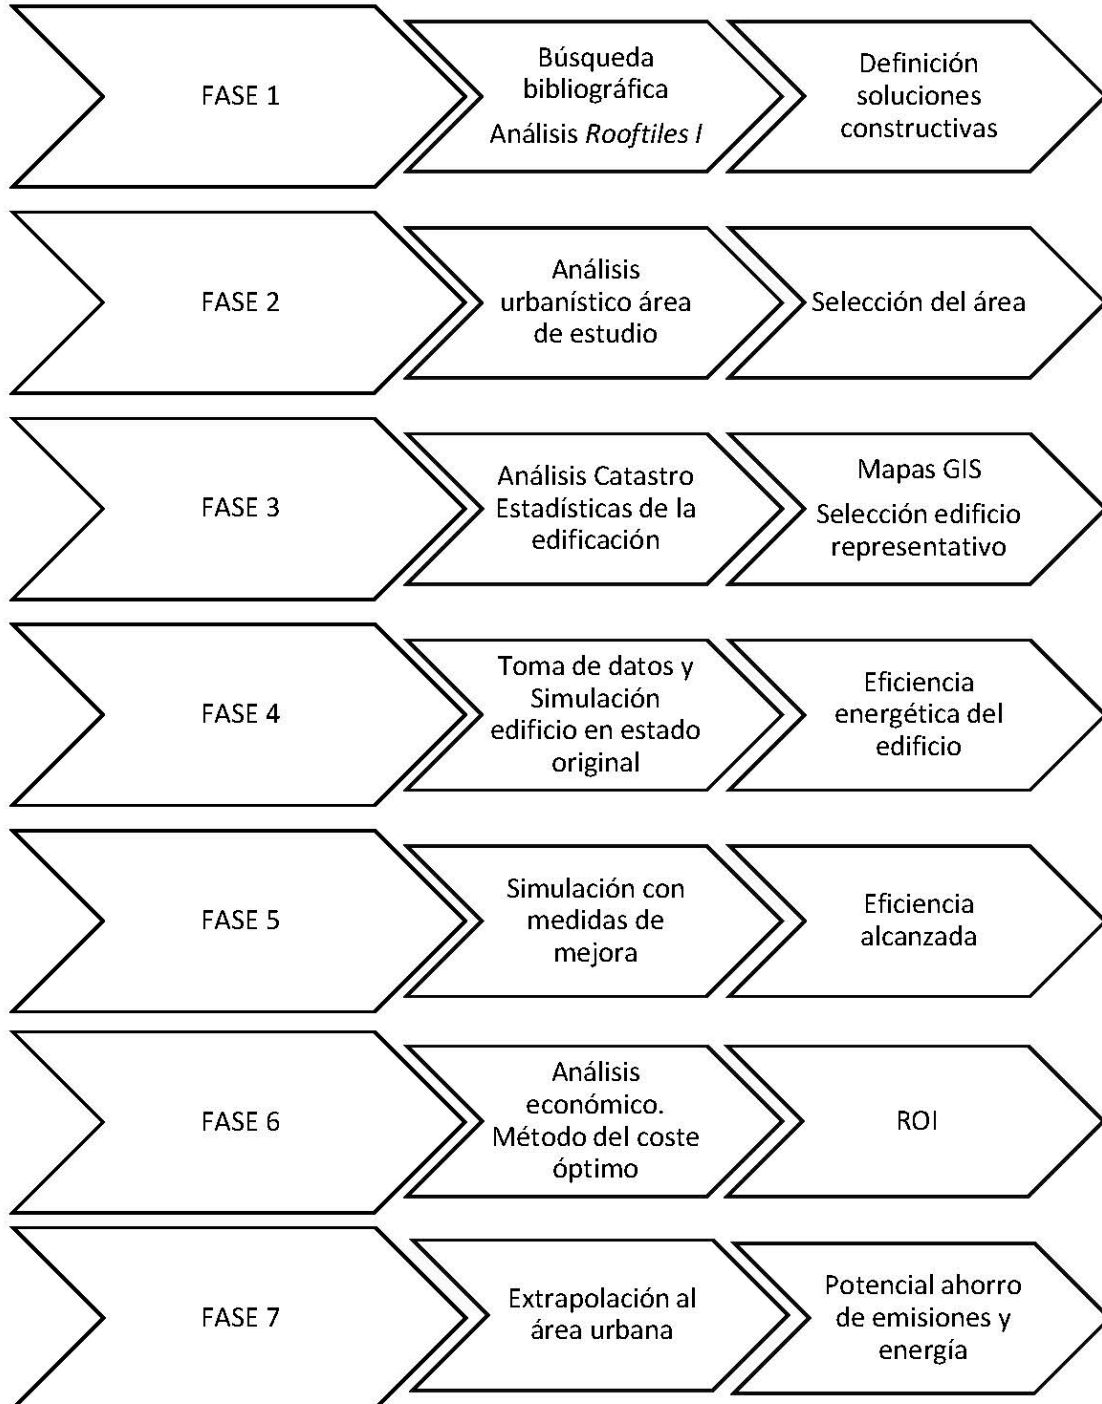 FASE 1
Búsqueda
bibliográfica
Análisis Rooftiles I
Definición
soluciones
constructivas
FASE 2
Análisis
urbanístico área
de estudio
Selección del área
FASE 3
Análisis Catastro
Estadísticas de la
edificación
Mapas GIS
Selección edificio
representativo
FASE 4
Toma de datos y
Simulación
edificio en estado
original
Eficiencia
energética del
edificio
FASE 5
Simulación con
medidas de
mejora
Eficiencia
alcanzada
FASE 6
Análisis
económico.
Método del coste
óptimo
ROI
FASE 7
Extrapolación al
área urbana
Potencial ahorro
de emisiones y
energía